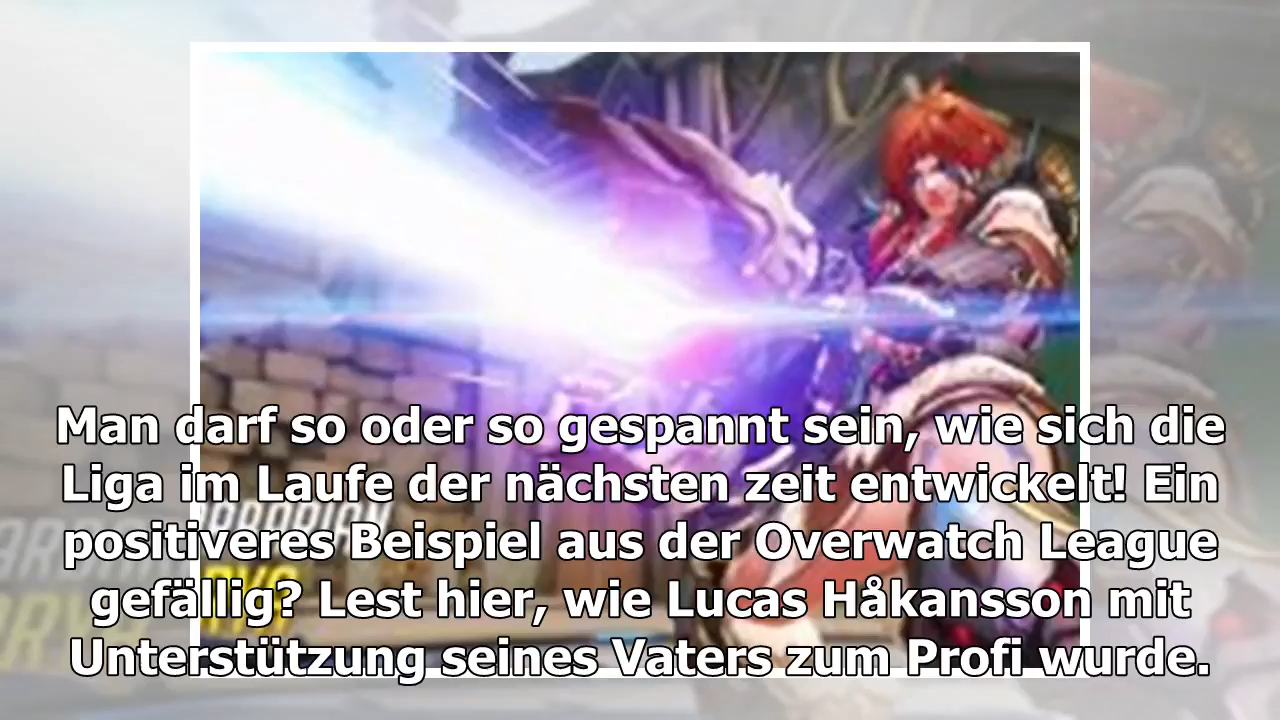 Man darf so oder so gespannt sein, wie sich die
Liga im Laufe der nächsten zeit entwickelt! Ein
positiveres Beispiel aus der Overwatch League
gefällig? Lest hier, wie Lucas Håkansson mit
Unterstützung seines Vaters zum Profi wurde.